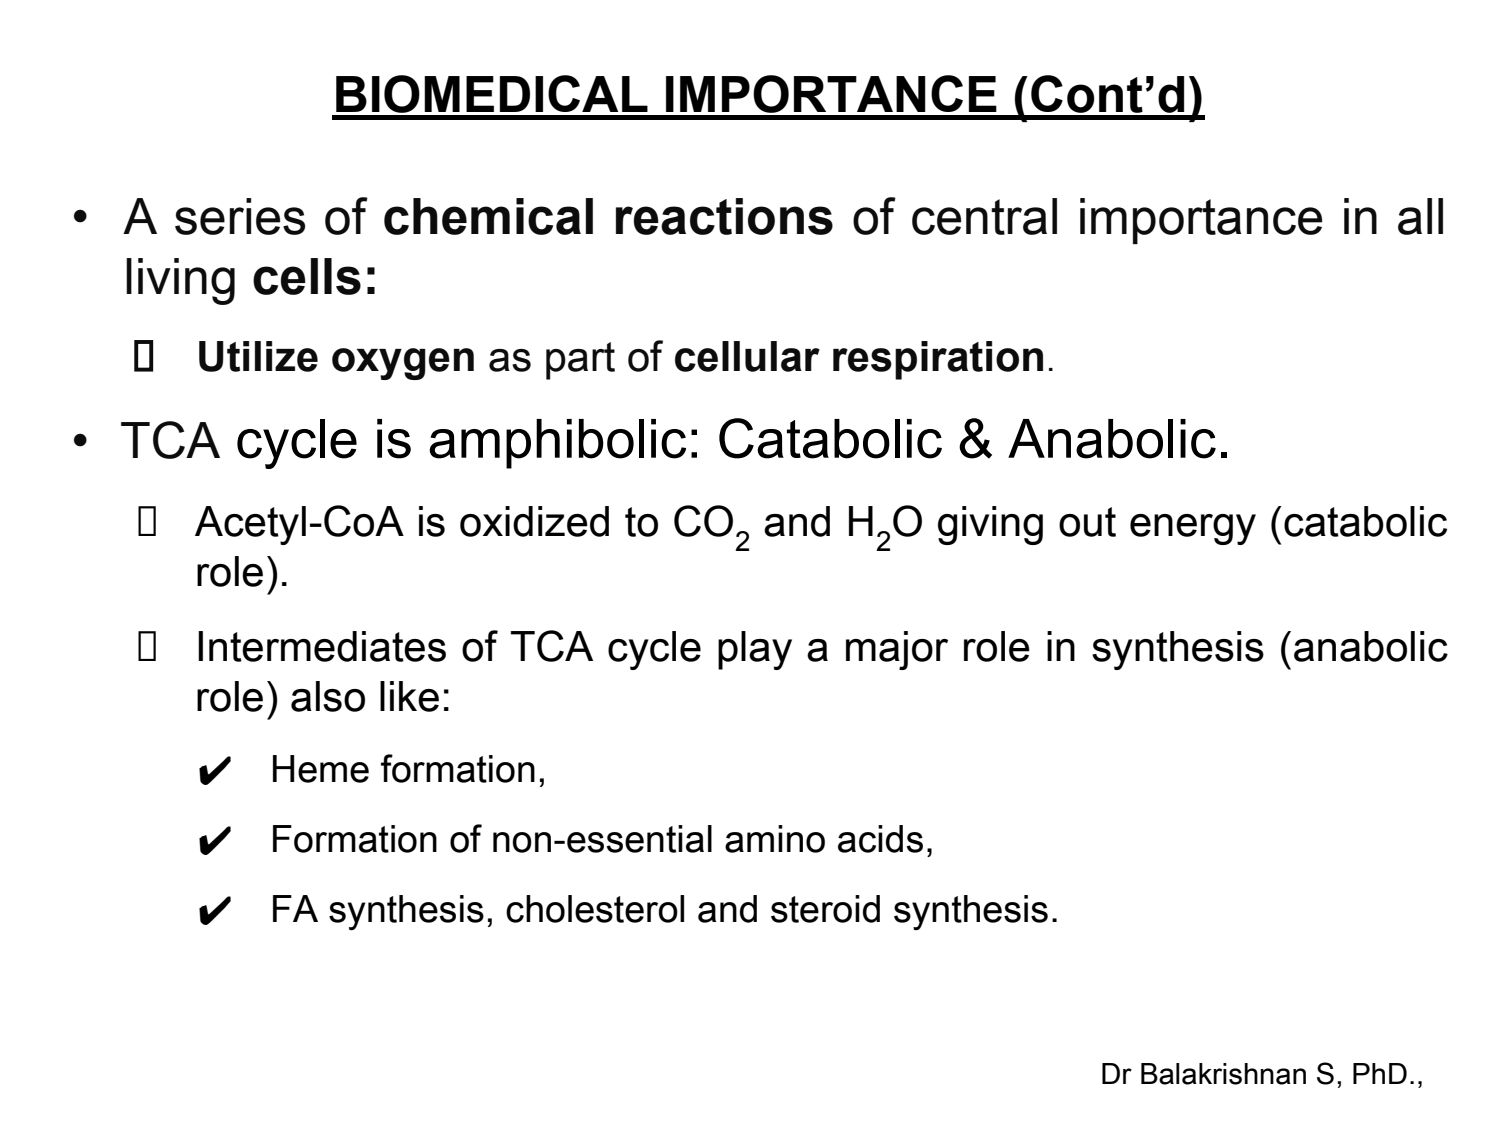 BIOMEDICAL IMPORTANCE (Cont’d)
• A series of chemical reactions of central importance in all
living cells:
▯ Utilize oxygen as part of cellular respiration.
• TCA cycle is amphibolic: Catabolic & Anabolic.
▯ Acetyl-CoA is oxidized to CO₂ and H₂O giving out energy (catabolic
role).
▯ Intermediates of TCA cycle play a major role in synthesis (anabolic
role) also like:
✔ Heme formation,
✔ Formation of non-essential amino acids,
✔ FA synthesis, cholesterol and steroid synthesis.
Dr Balakrishnan S, PhD.,